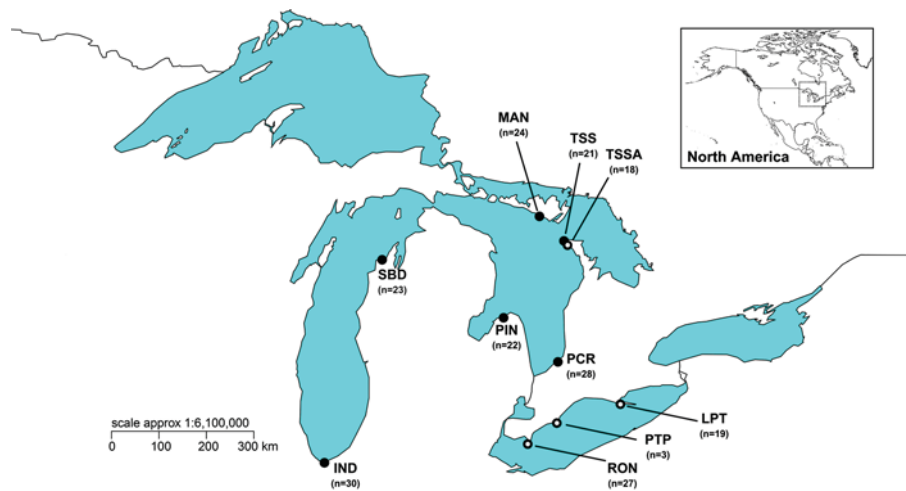 North America
MAN
(n=24)
TSS
(n=21)
TSSA
(n=18)
SBD
(n=23)
PIN
(n=22)
PCR
(n=28)
LPT
(n=19)
PTP
(n=3)
RON
(n=27)
IND
(n=30)
scale approx 1:6,100,000
0 100 200 300 km